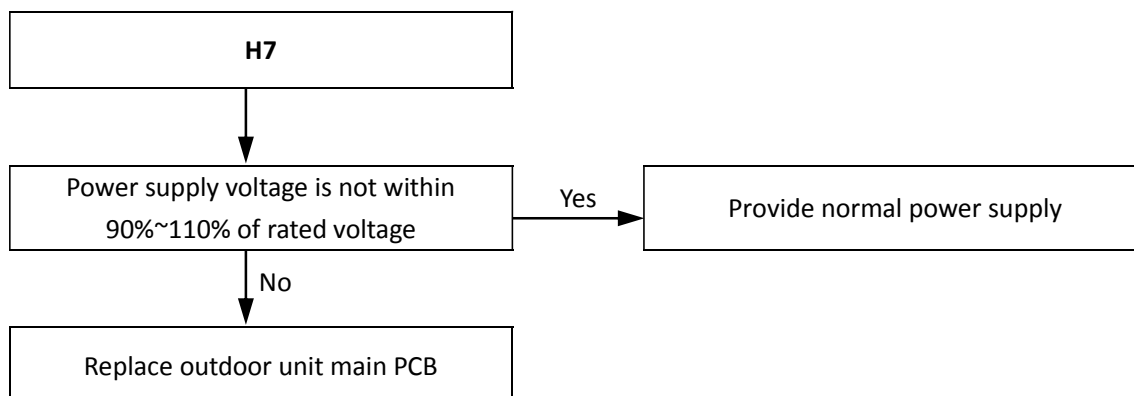 H7
Power supply voltage is not within
90%~110% of rated voltage
Yes
Provide normal power supply
No
Replace outdoor unit main PCB